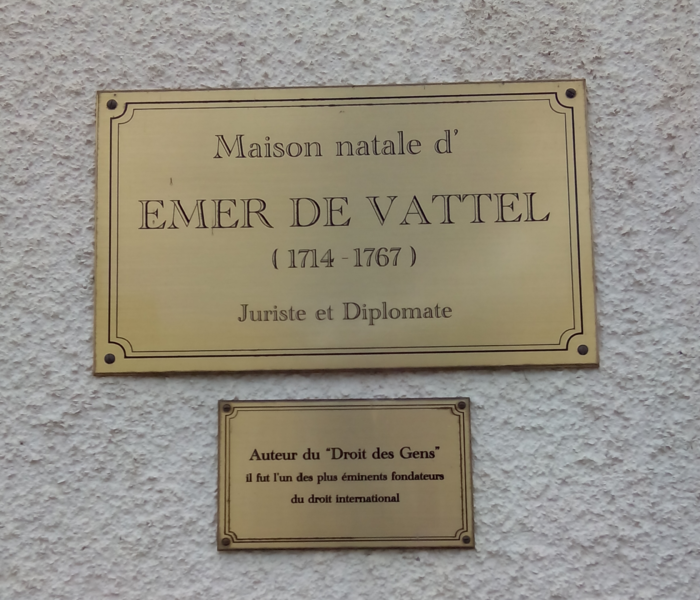 Maison natale d'
EMER DE VATTEL
( 1714 - 1767 )
Juriste et Diplomate
Auteur du "Droit des Gens"
il fut l'un des plus éminents fondateurs
du droit international